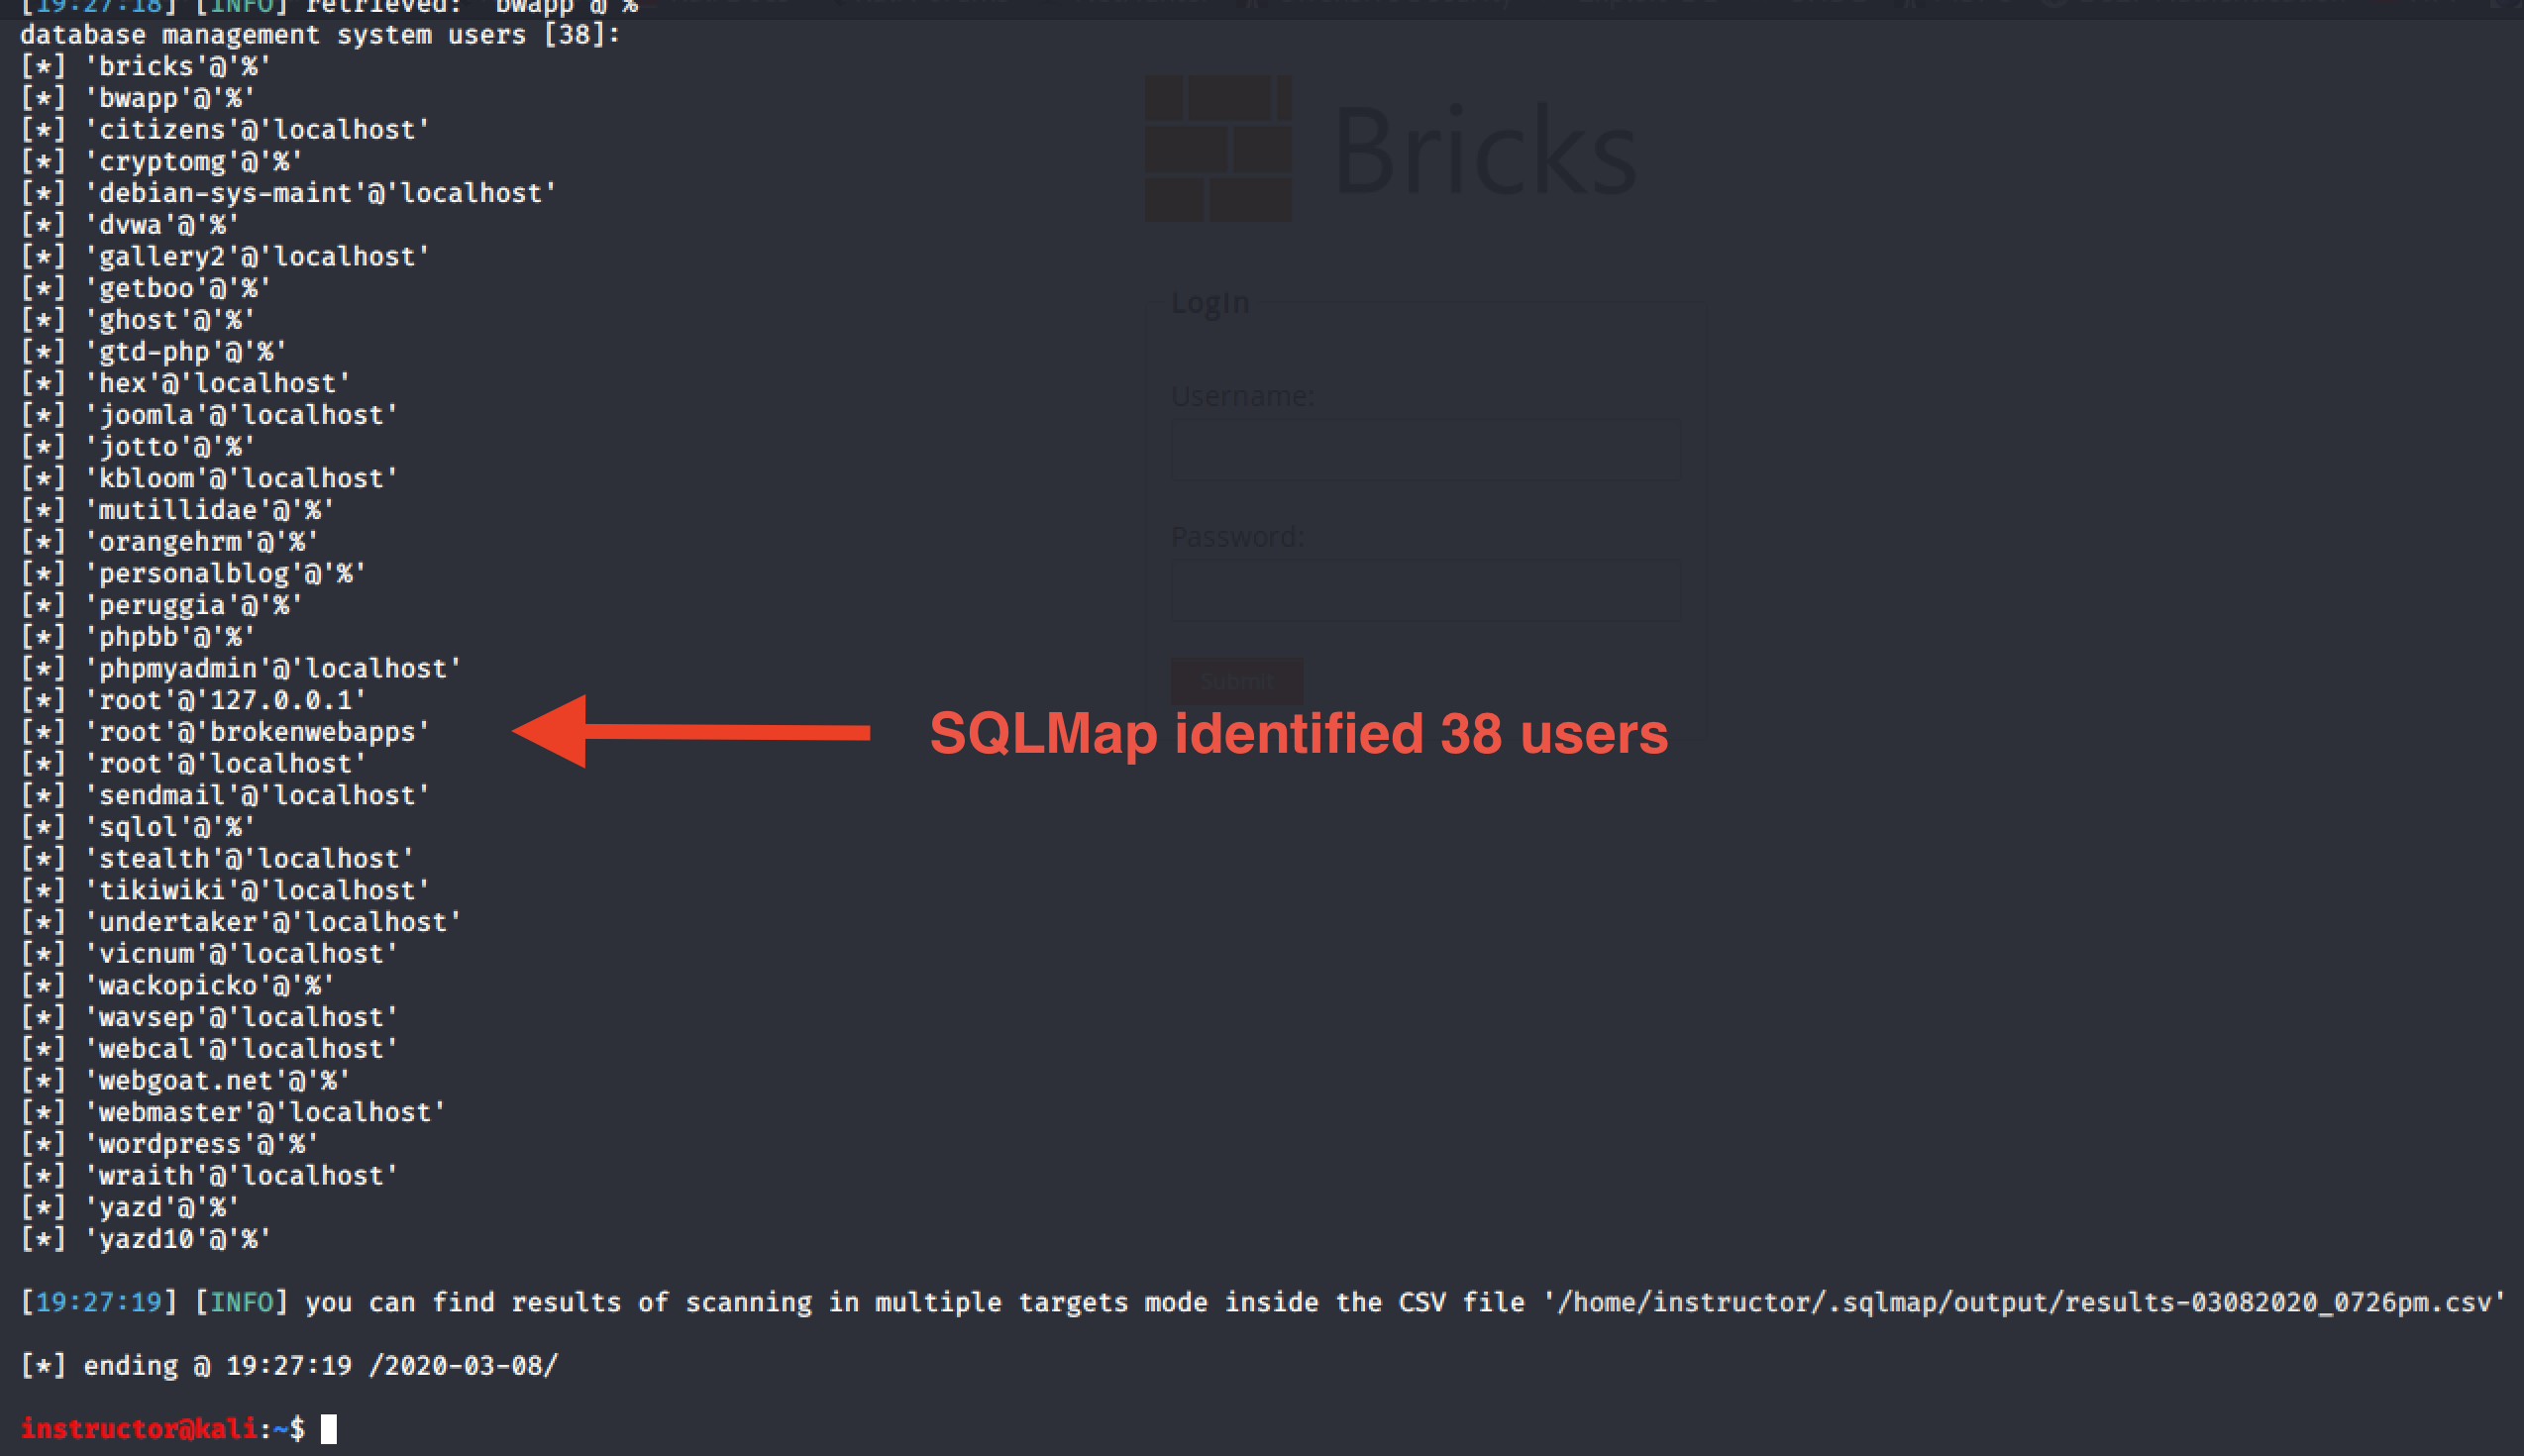 [19:27:18] [INFO] retrieved: 'bwapp'@'%'
database management system users [38]:
[*] 'bricks'@'%'
[*] 'bwapp'@'%'
[*] 'citizens'@'localhost'
[*] 'cryptomg'@'%'
[*] 'debian-sys-maint'@'localhost'
[*] 'dvwa'@'%'
[*] 'gallery2'@'localhost'
[*] 'getboo'@'%'
[*] 'ghost'@'%'
[*] 'gtd-php'@'%'
[*] 'hex'@'localhost'
[*] 'joomla'@'localhost'
[*] 'jotto'@'%'
[*] 'kbloom'@'localhost'
[*] 'mutillidae'@'%'
[*] 'orangehrm'@'%'
[*] 'personalblog'@'%'
[*] 'peruggia'@'%'
[*] 'phpbb'@'%'
[*] 'phpmyadmin'@'localhost'
[*] 'root'@'127.0.0.1'
[*] 'root'@'brokenwebapps'
[*] 'root'@'localhost'
[*] 'sendmail'@'localhost'
[*] 'sqlol'@'%'
[*] 'stealth'@'localhost'
[*] 'tikiwiki'@'localhost'
[*] 'undertaker'@'localhost'
[*] 'vicnum'@'localhost'
[*] 'wackopicko'@'%'
[*] 'wavsep'@'localhost'
[*] 'webcal'@'localhost'
[*] 'webgoat.net'@'%'
[*] 'webmaster'@'localhost'
[*] 'wordpress'@'%'
[*] 'wraith'@'localhost'
[*] 'yazd'@'%'
[*] 'yazd10'@'%'
[19:27:19] [INFO] you can find results of scanning in multiple targets mode inside the CSV file '/home/instructor/.sqlmap/output/results-03082020_0726pm.csv'
[*] ending @ 19:27:19 /2020-03-08/
instructor@kali:~$
Bricks
LogIn
Username:
Password:
Submit
SQLMap identified 38 users